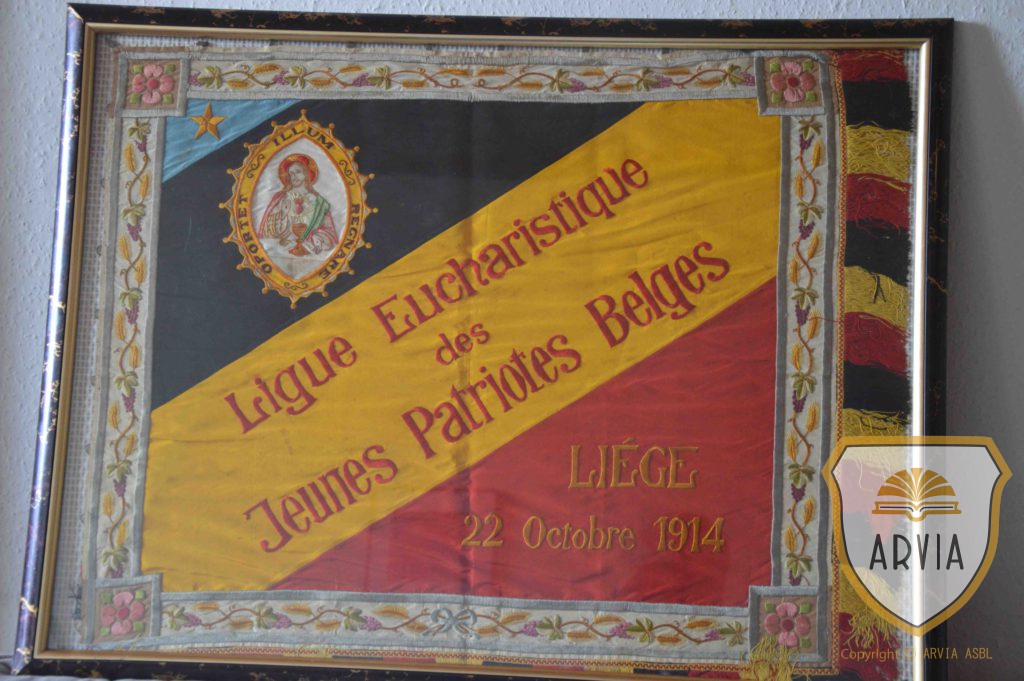 OPORTET ILLUM REGNARE
Ligue Eucharistique
des
Jeunes Patriotes Belges
LIÉGE
22 Octobre 1914
ARVIA
Copyright © ARVIA ASBL